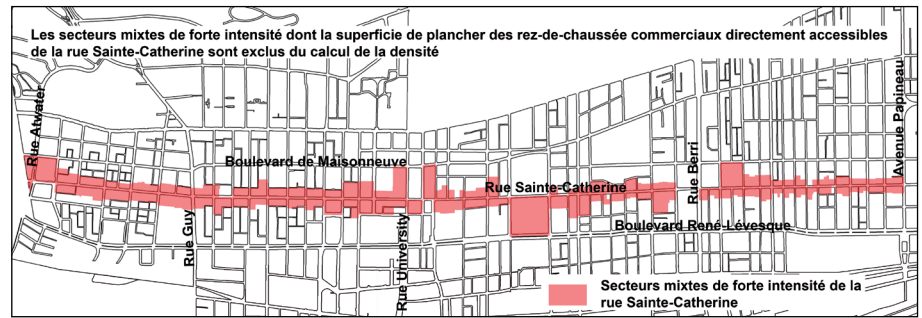 Les secteurs mixtes de forte intensité dont la superficie de plancher des rez-de-chaussée commerciaux directement accessibles
de la rue Sainte-Catherine sont exclus du calcul de la densité
Rue Atwater
Boulevard de Maisonneuve
Rue Guy
Rue University
Rue Sainte-Catherine
Rue Berri
Boulevard René-Lévesque
Avenue Papineau
Secteurs mixtes de forte intensité de la
rue Sainte-Catherine